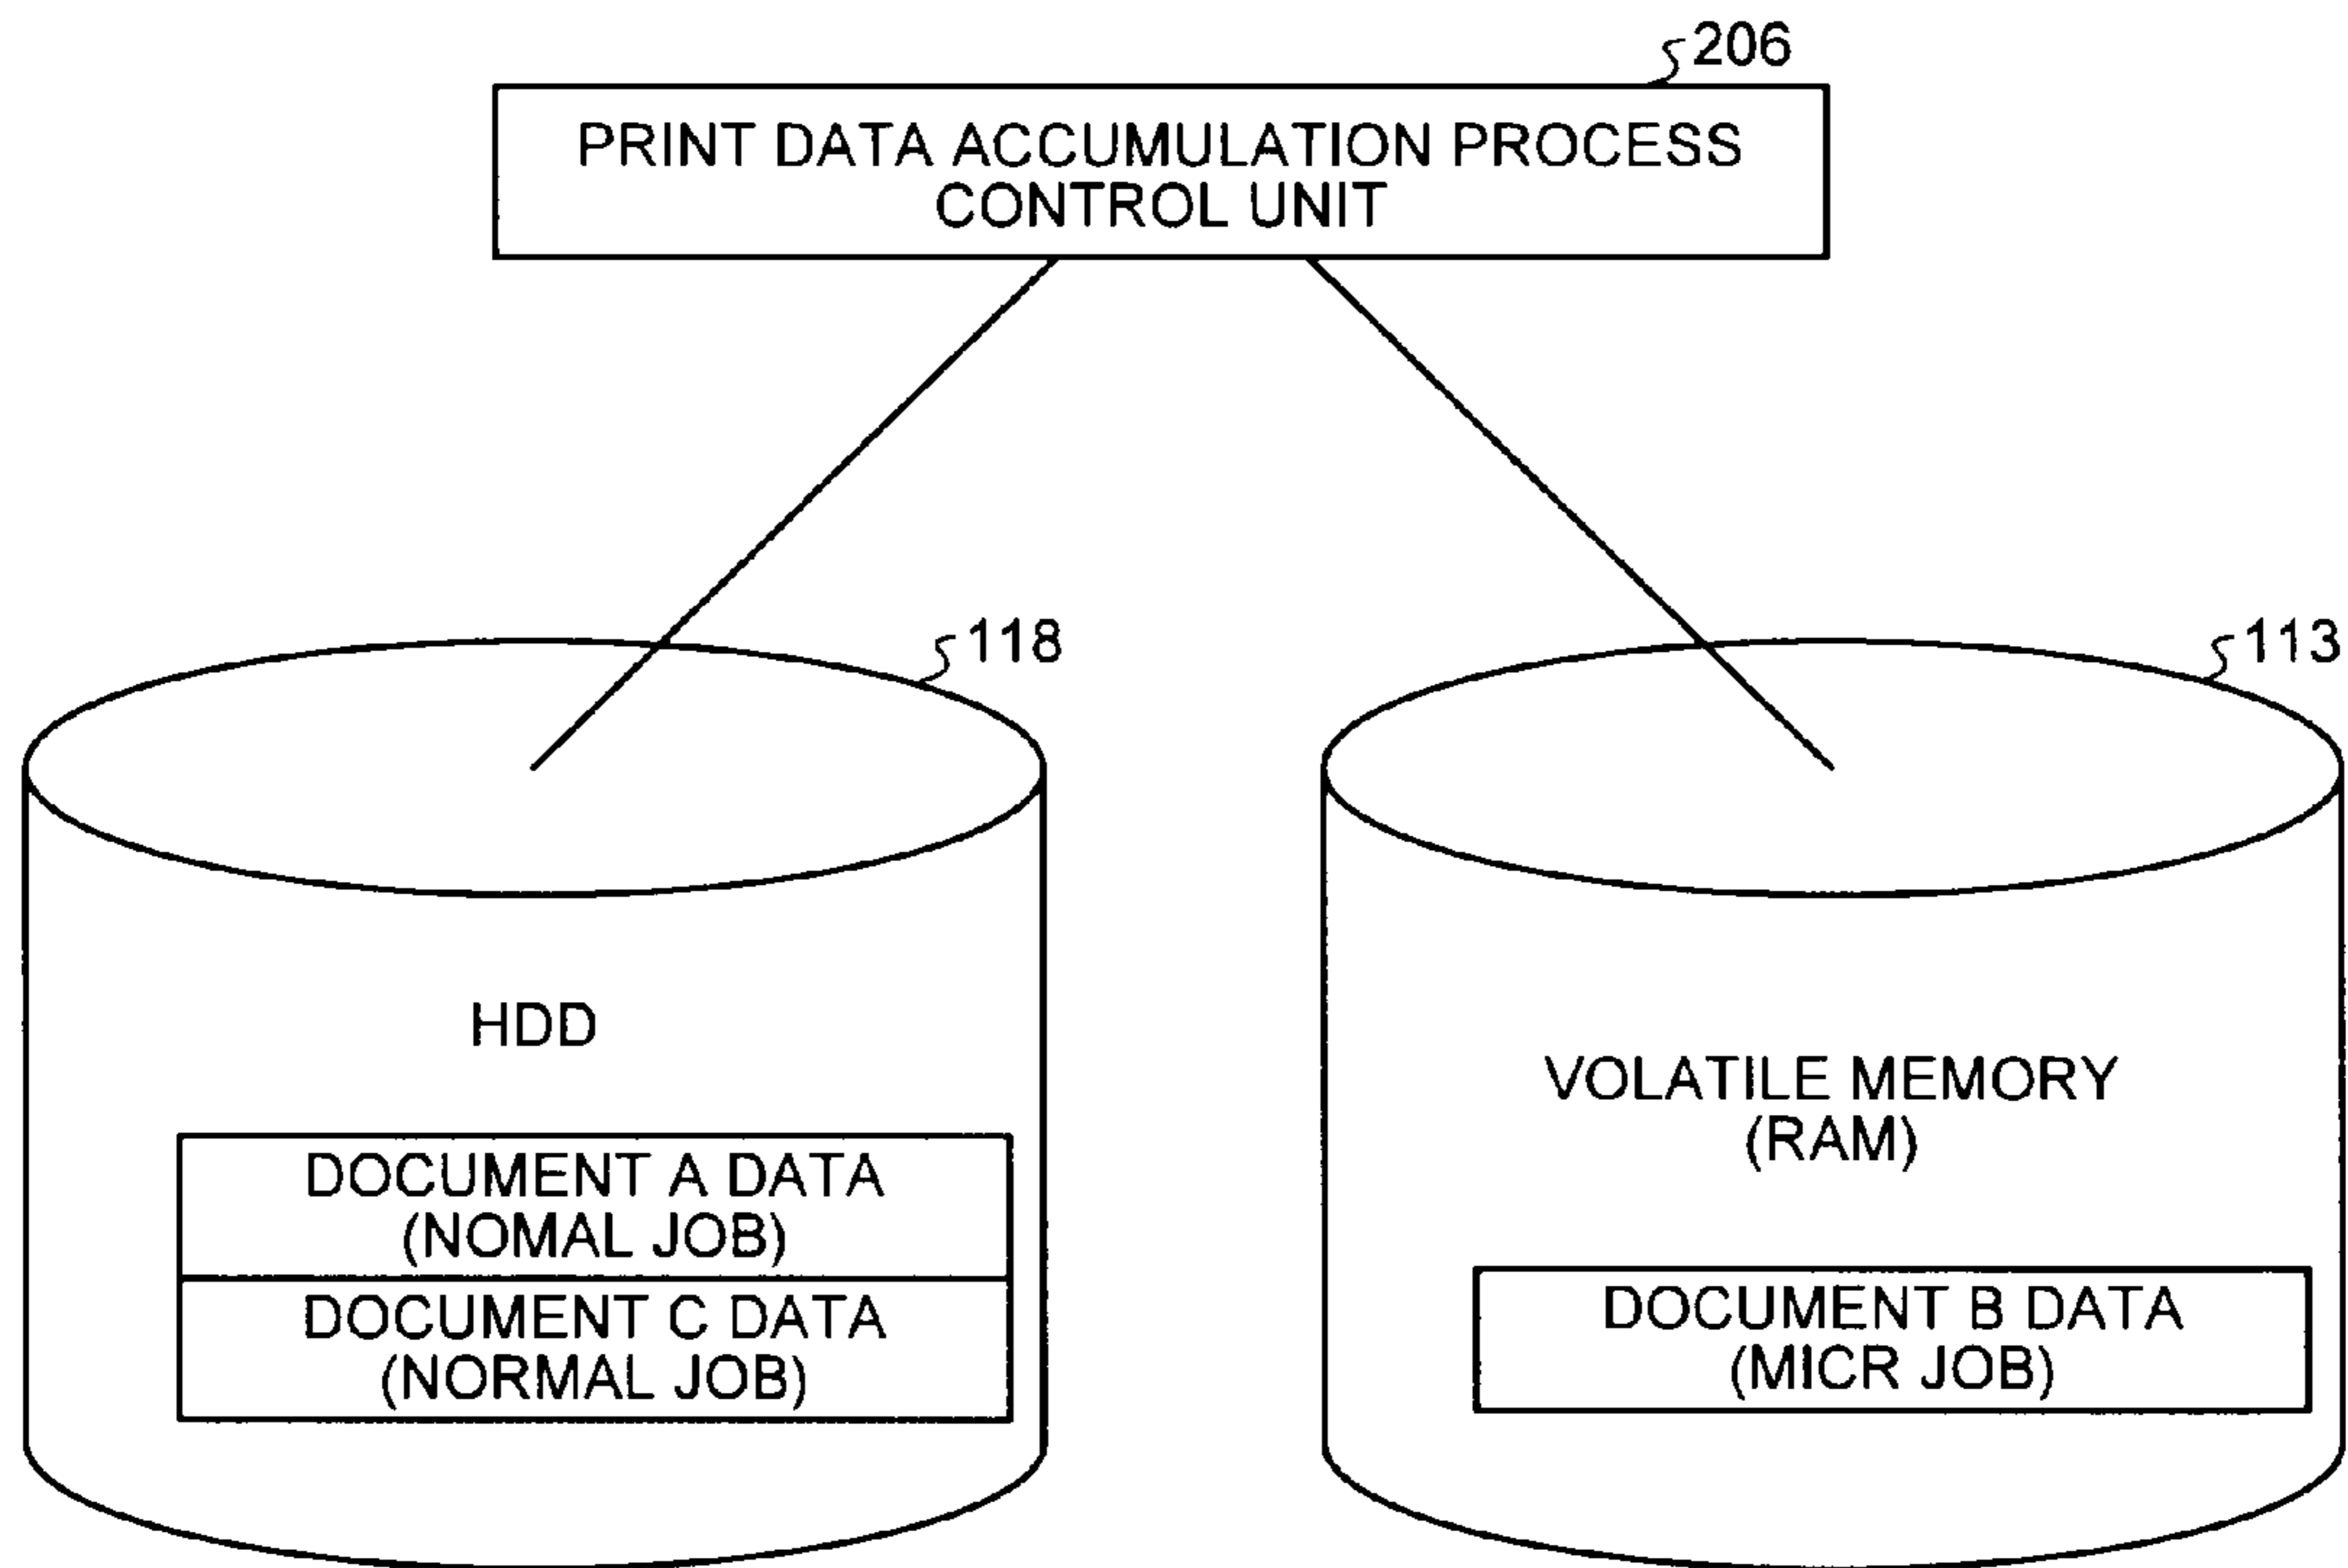 206
PRINT DATA ACCUMULATION PROCESS
CONTROL UNIT
118
113
HDD
DOCUMENT A DATA
(NOMAL JOB)
DOCUMENT C DATA
(NORMAL JOB)
VOLATILE MEMORY
(RAM)
DOCUMENT B DATA
(MICR JOB)